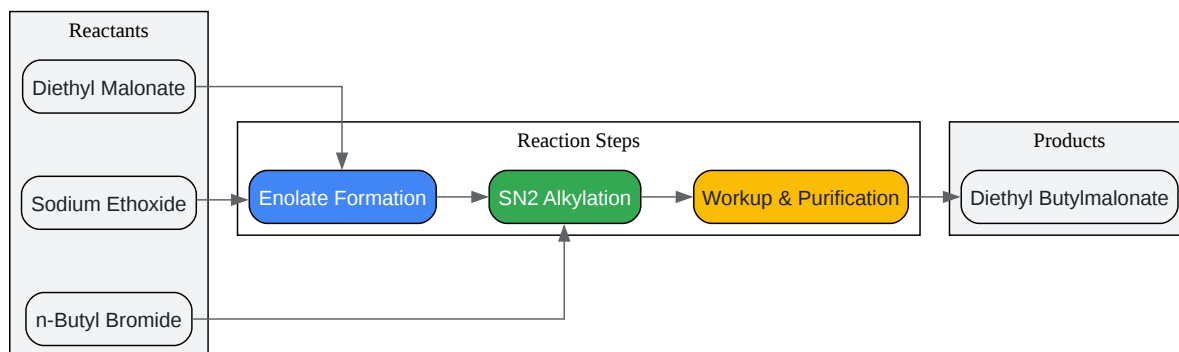 Reactants
Diethyl Malonate
Sodium Ethoxide
n-Butyl Bromide
Reaction Steps
Enolate Formation
SN2 Alkylation
Workup & Purification
Products
Diethyl Butylmalonate